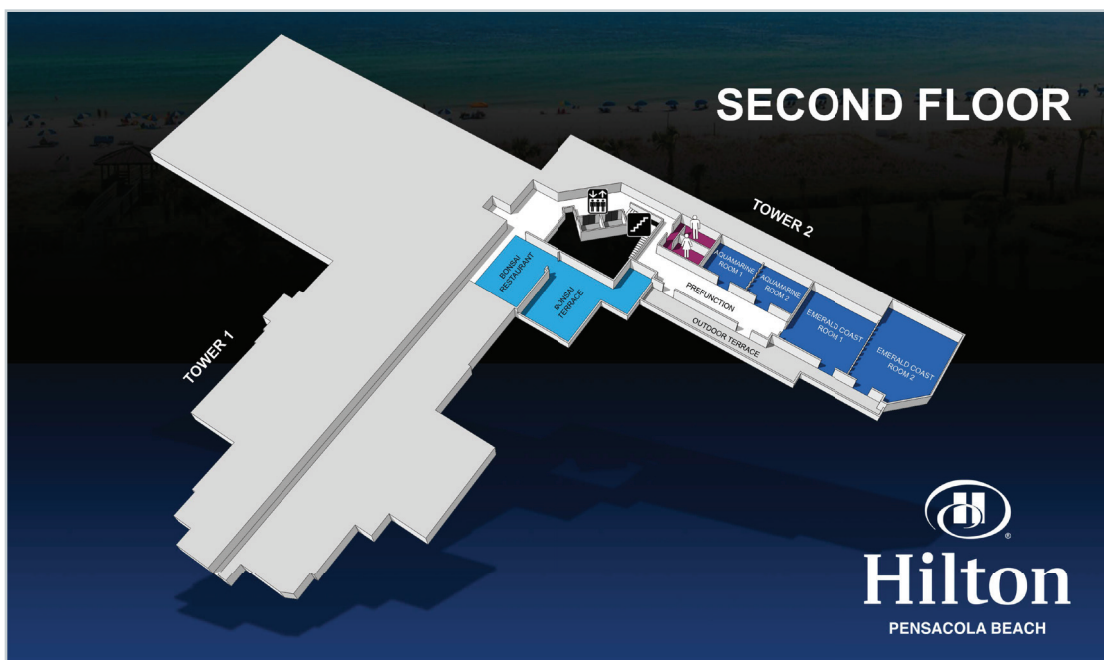 SECOND FLOOR
TOWER 2
AQUAMARINE
ROOM 1
AQUAMARINE
ROOM 2
BONSAI
RESTAURANT
BONSAI
TERRACE
PREFUNCTION
OUTDOOR TERRACE
EMERALD COAST
ROOM 1
EMERALD COAST
ROOM 2
TOWER 1
H
®
Hilton
PENSACOLA BEACH